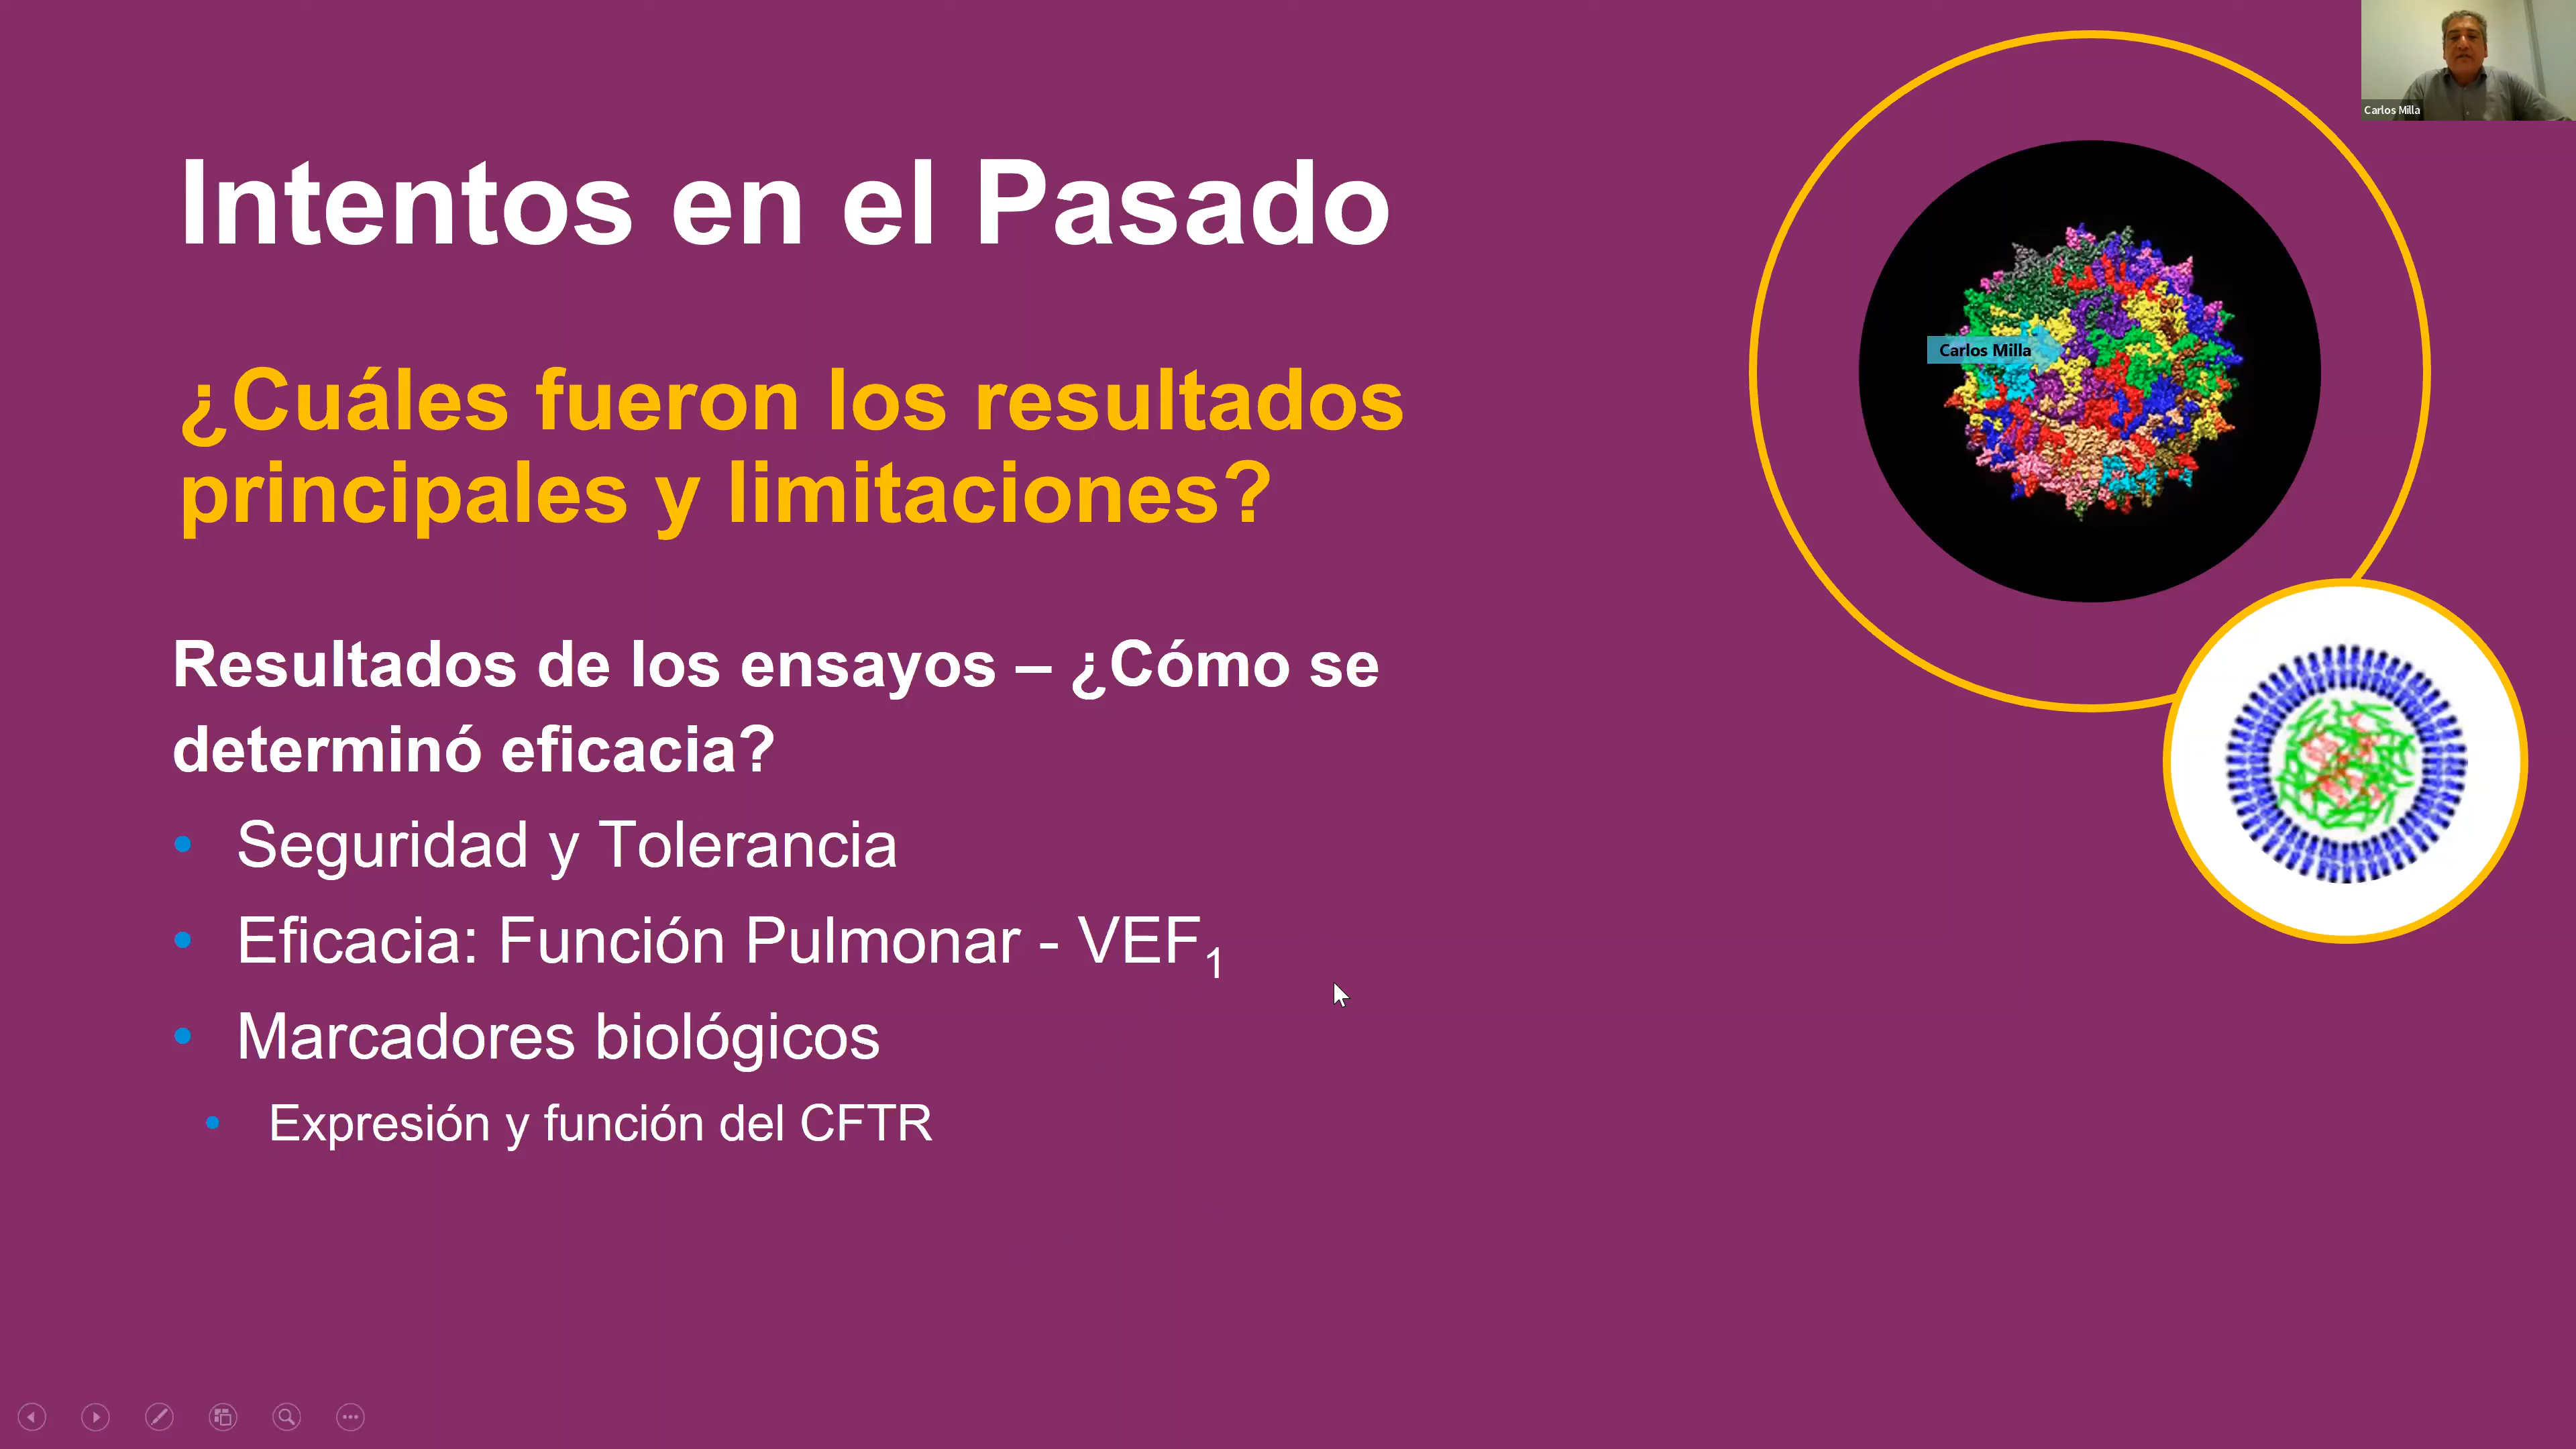 Intentos en el Pasado
¿Cuáles fueron los resultados
principales y limitaciones?
Resultados de los ensayos – ¿Cómo se
determinó eficacia?
• Seguridad y Tolerancia
• Eficacia: Función Pulmonar - VEF₁
• Marcadores biológicos
• Expresión y función del CFTR
Carlos Milla
Carlos Milla